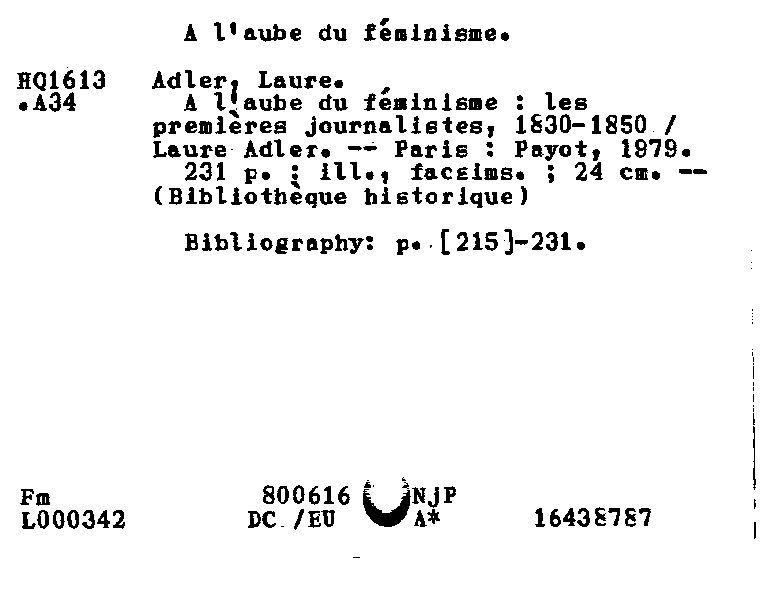 A l'aube du féminisme.
HQ1613 Adler, Laure.
.A34 A l'aube du féminisme : les
premières journalistes, 1830-1850 /
Laure Adler. -- Paris : Payot, 1979.
231 p. : ill., facsims. ; 24 cm. --
(Bibliothèque historique)
Bibliography: p. [215]-231.
Fm 800616 NjP
L000342 DC /EU A* 16438787